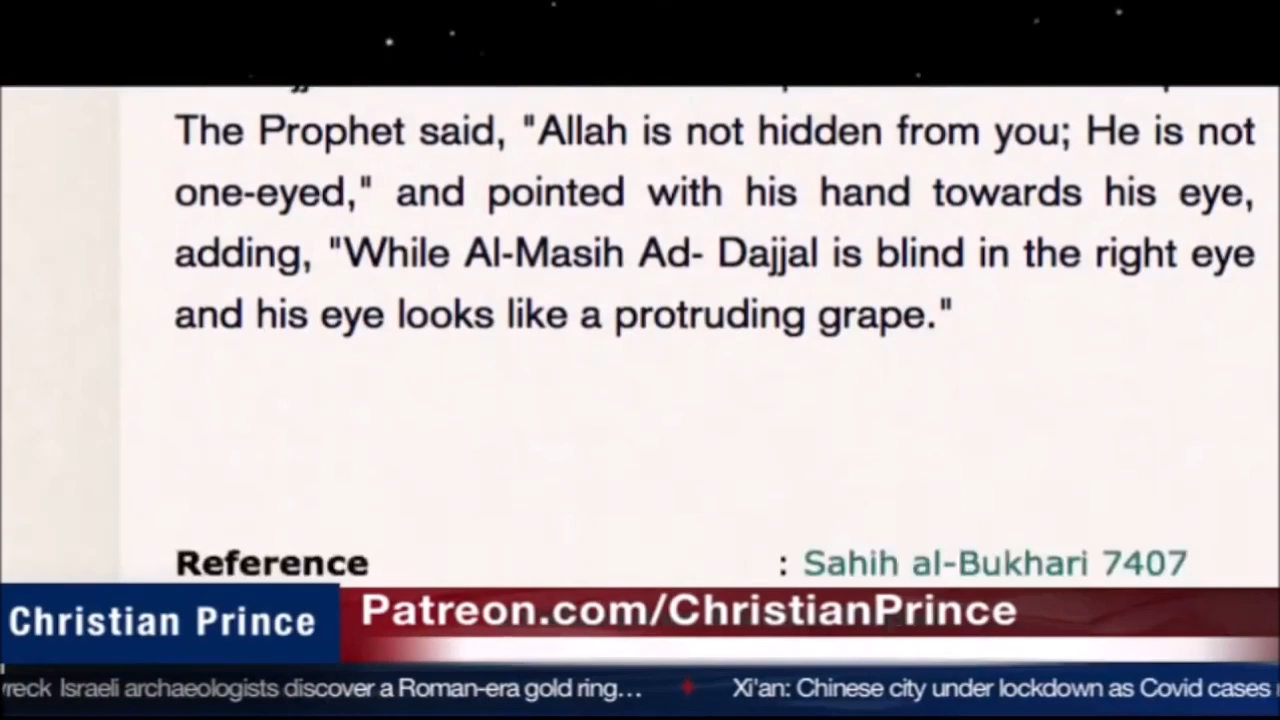 The Prophet said, "Allah is not hidden from you; He is not
one-eyed," and pointed with his hand towards his eye,
adding, "While Al-Masih Ad- Dajjal is blind in the right eye
and his eye looks like a protruding grape."
Reference : Sahih al-Bukhari 7407
Christian Prince Patreon.com/ChristianPrince
Israeli archaeologists discover a Roman-era gold ring... Xi'an: Chinese city under lockdown as Covid cases